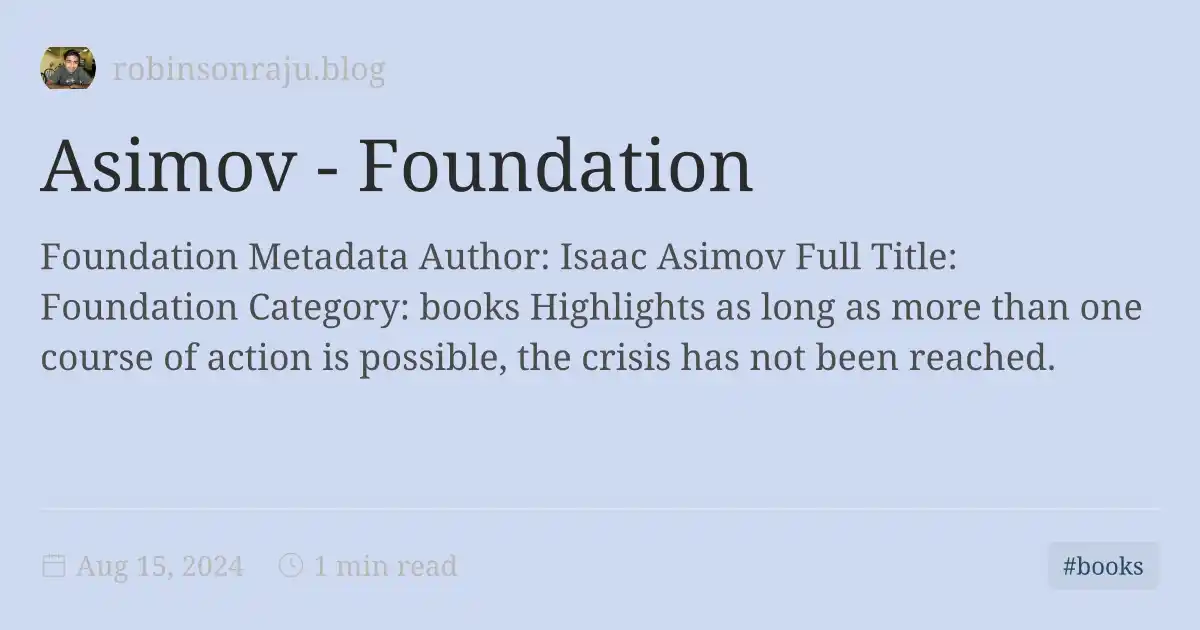 robinsonraju.blog
Asimov - Foundation
Foundation Metadata Author: Isaac Asimov Full Title:
Foundation Category: books Highlights as long as more than one
course of action is possible, the crisis has not been reached.
Aug 15, 2024 1 min read #books